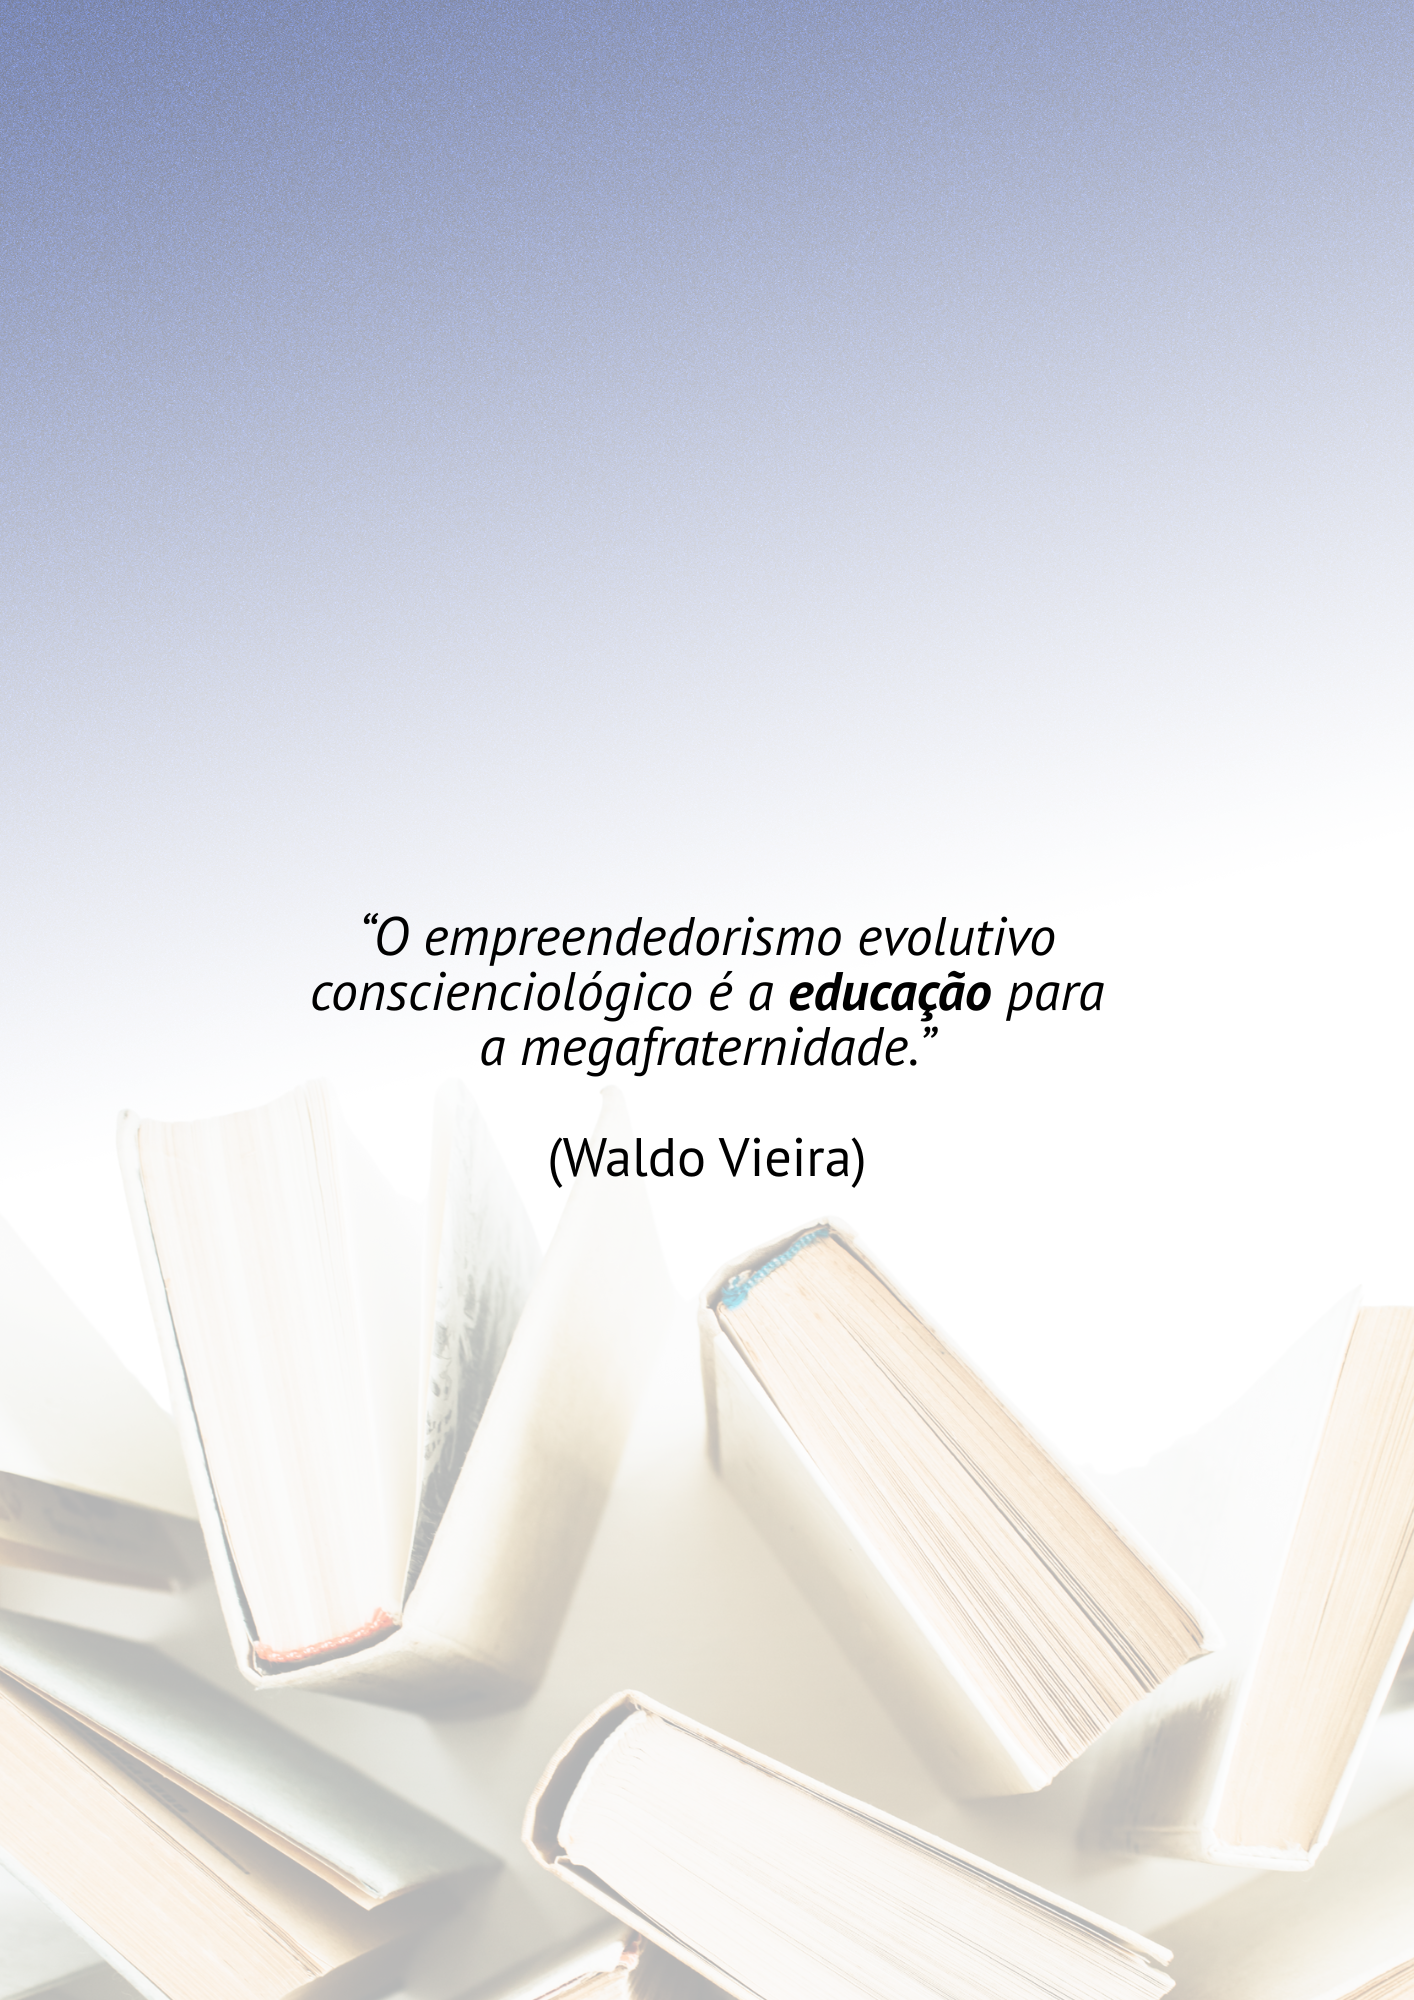 “O empreendedorismo evolutivo
conscienciológico é a educação para
a megafraternidade.”
(Waldo Vieira)